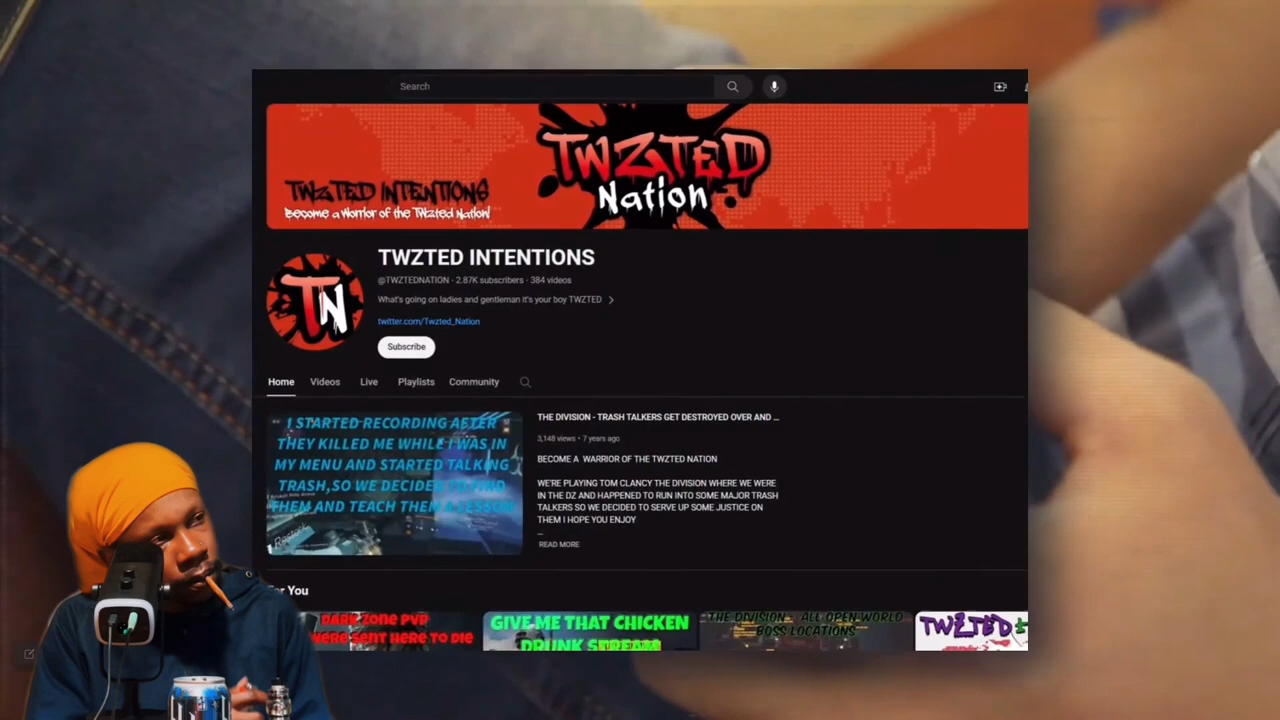 Search
TWZTED
Nation
TWZTED INTENTIONS
Become a Worrior of the TWzted Nation!
TWZTED INTENTIONS
@TWZTEDNATION · 2.87K subscribers · 384 videos
What's going on ladies and gentleman it's your boy TWZTED
twitter.com/Twzted_Nation
TN
Subscribe
Home Videos Live Playlists Community
I STARTED RECORDING AFTER
THEY KILLED ME WHILE I WAS IN
MY MENU AND STARTED TALKING
TRASH,SO WE DECIDED TO FIND
THEM AND TEACH THEM A LESSON
THE DIVISION - TRASH TALKERS GET DESTROYED OVER AND ...
3,148 views · 7 years ago
BECOME A WARRIOR OF THE TWZTED NATION
WE'RE PLAYING TOM CLANCY THE DIVISION WHERE WE WERE
IN THE DZ AND HAPPENED TO RUN INTO SOME MAJOR TRASH
TALKERS SO WE DECIDED TO SERVE UP SOME JUSTICE ON
THEM I HOPE YOU ENJOY
...
READ MORE
For You
DARK ZONE PVP
WERE SENT HERE TO DIE
GIVE ME THAT CHICKEN
DRUNK STREAM
THE DIVISION - ALL OPEN WORLD
BOSS LOCATIONS
TWZTED